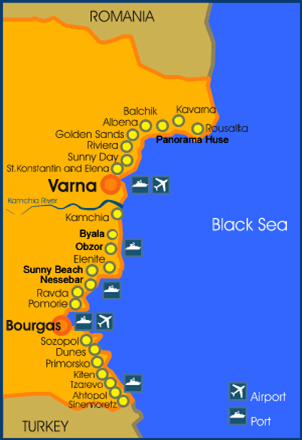 ROMANIA
Balchik
Kavarna
Albena
Rousalka
Golden Sands
Panorama Huse
Riviera
Sunny Day
St.Konstantin and Elena
Varna
Kamchia River
Kamchia
Black Sea
Byala
Obzor
Elenite
Sunny Beach
Nessebar
Ravda
Pomorie
Bourgas
Sozopol
Dunes
Primorsko
Kiten
Tzarevo
Ahtopol
Sinemoretz
Airport
Port
TURKEY